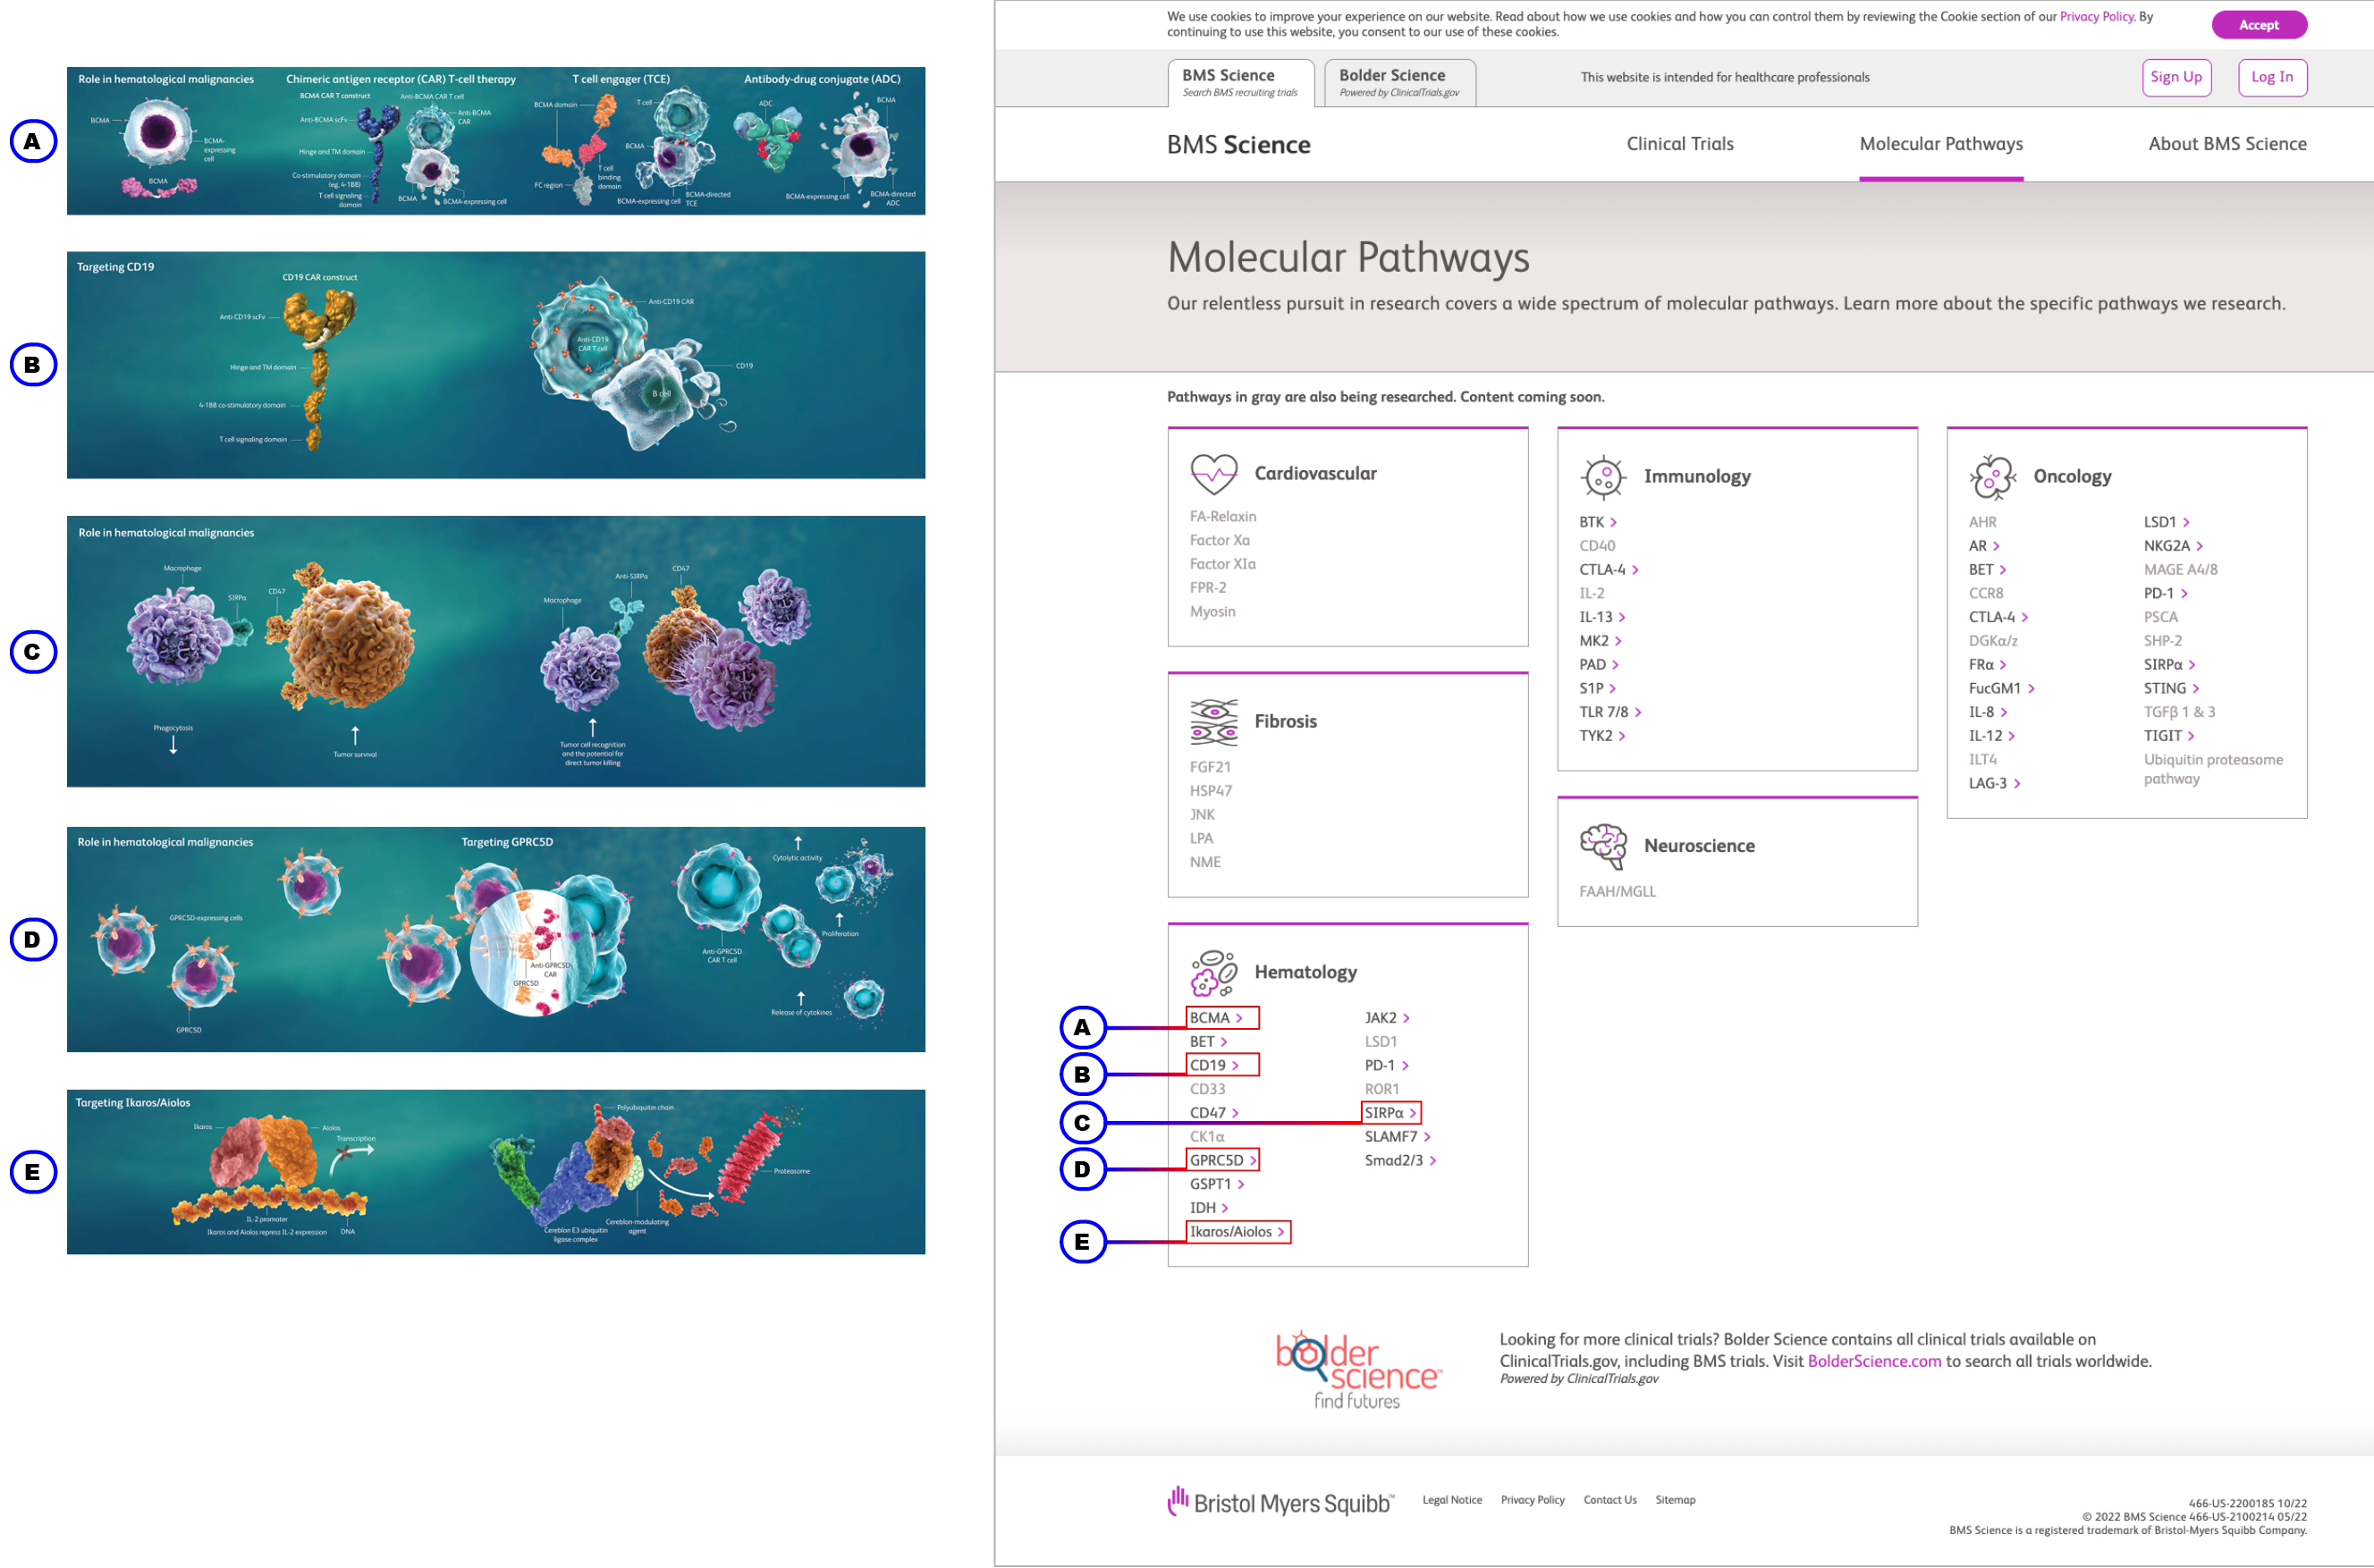 A
Role in hematological malignancies
BCMA
BCMA-
expressing
cell
BCMA
Chimeric antigen receptor (CAR) T-cell therapy
BCMA CAR T construct
Anti-BCMA CAR T cell
Anti-BCMA scFv
Anti-BCMA
CAR
Hinge and TM domain
Co-stimulatory domain
(eg, 4-1BB)
T cell signaling
domain
BCMA
BCMA-expressing cell
T cell engager (TCE)
BCMA domain
T cell
BCMA
T cell
binding
domain
FC region
BCMA-expressing cell
BCMA-directed
TCE
Antibody-drug conjugate (ADC)
ADC
BCMA
BCMA-expressing cell
BCMA-directed
ADC
B
Targeting CD19
CD19 CAR construct
Anti-CD19 scFv
Hinge and TM domain
4-1BB co-stimulatory domain
T cell signaling domain
Anti-CD19 CAR
Anti-CD19
CAR T cell
CD19
B cell
C
Role in hematological malignancies
Macrophage
SIRPα
CD47
Phagocytosis
Tumor survival
Macrophage
Anti-SIRPα
CD47
Tumor cell recognition
and the potential for
direct tumor killing
D
Role in hematological malignancies
GPRC5D-expressing cells
GPRC5D
Targeting GPRC5D
Anti-GPRC5D
CAR
GPRC5D
Anti-GPRC5D
CAR T cell
Cytolytic activity
Proliferation
Release of cytokines
E
Targeting Ikaros/Aiolos
Ikaros
Aiolos
Transcription
IL-2 promoter
Ikaros and Aiolos repress IL-2 expression
DNA
Polyubiquitin chain
Proteasome
Cereblon-modulating
agent
Cereblon E3 ubiquitin
ligase complex
We use cookies to improve your experience on our website. Read about how we use cookies and how you can control them by reviewing the Cookie section of our Privacy Policy. By
continuing to use this website, you consent to our use of these cookies.
Accept
BMS Science
Search BMS recruiting trials
Bolder Science
Powered by ClinicalTrials.gov
This website is intended for healthcare professionals
Sign Up
Log In
BMS Science
Clinical Trials
Molecular Pathways
About BMS Science
Molecular Pathways
Our relentless pursuit in research covers a wide spectrum of molecular pathways. Learn more about the specific pathways we research.
Pathways in gray are also being researched. Content coming soon.
Cardiovascular
FA-Relaxin
Factor Xa
Factor XIa
FPR-2
Myosin
Fibrosis
FGF21
HSP47
JNK
LPA
NME
Hematology
A
B
C
D
E
BCMA >
BET >
CD19 >
CD33
CD47 >
CK1α
GPRC5D >
GSPT1 >
IDH >
Ikaros/Aiolos >
JAK2 >
LSD1
PD-1 >
ROR1
SIRPα >
SLAMF7 >
Smad2/3 >
Immunology
BTK >
CD40
CTLA-4 >
IL-2
IL-13 >
MK2 >
PAD >
S1P >
TLR 7/8 >
TYK2 >
Neuroscience
FAAH/MGLL
Oncology
AHR
AR >
BET >
CCR8
CTLA-4 >
DGKα/z
FRα >
FucGM1 >
IL-8 >
IL-12 >
ILT4
LAG-3 >
LSD1 >
NKG2A >
MAGE A4/8
PD-1 >
PSCA
SHP-2
SIRPα >
STING >
TGFβ 1 & 3
TIGIT >
Ubiquitin proteasome
pathway
bolder
science™
find futures
Looking for more clinical trials? Bolder Science contains all clinical trials available on
ClinicalTrials.gov, including BMS trials. Visit BolderScience.com to search all trials worldwide.
Powered by ClinicalTrials.gov
Bristol Myers Squibb™
Legal Notice
Privacy Policy
Contact Us
Sitemap
466-US-2200185 10/22
© 2022 BMS Science 466-US-2100214 05/22
BMS Science is a registered trademark of Bristol-Myers Squibb Company.